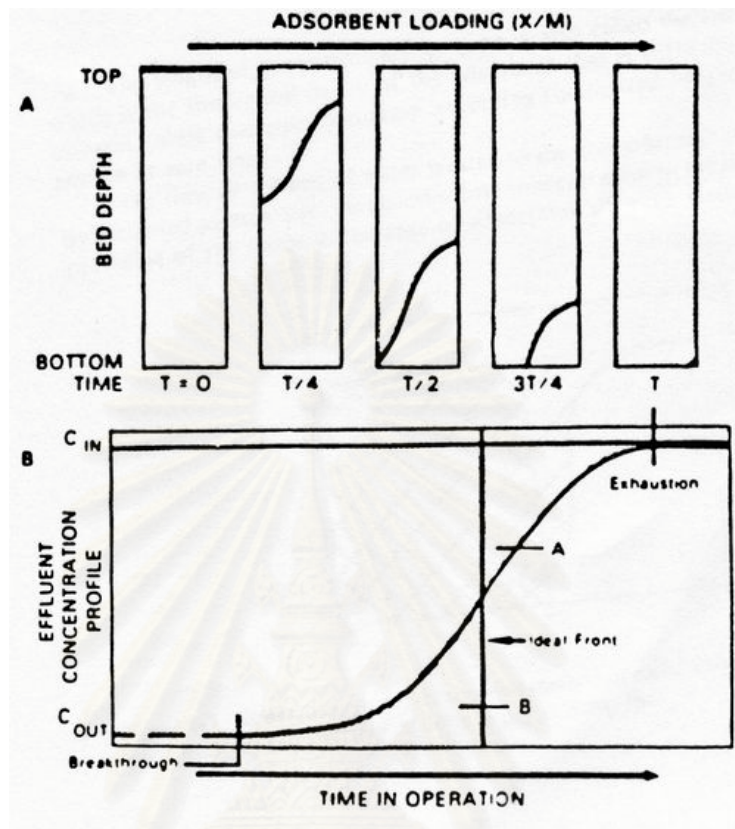 ADSORBENT LOADING (X/M)
TOP
A
BED DEPTH
BOTTOM
TIME T = 0 T/4 T/2 3T/4 T
B
C IN
Exhaustion
EFFLUENT
CONCENTRATION
PROFILE
A
Ideal Front
B
C OUT
Breakthrough
TIME IN OPERATION